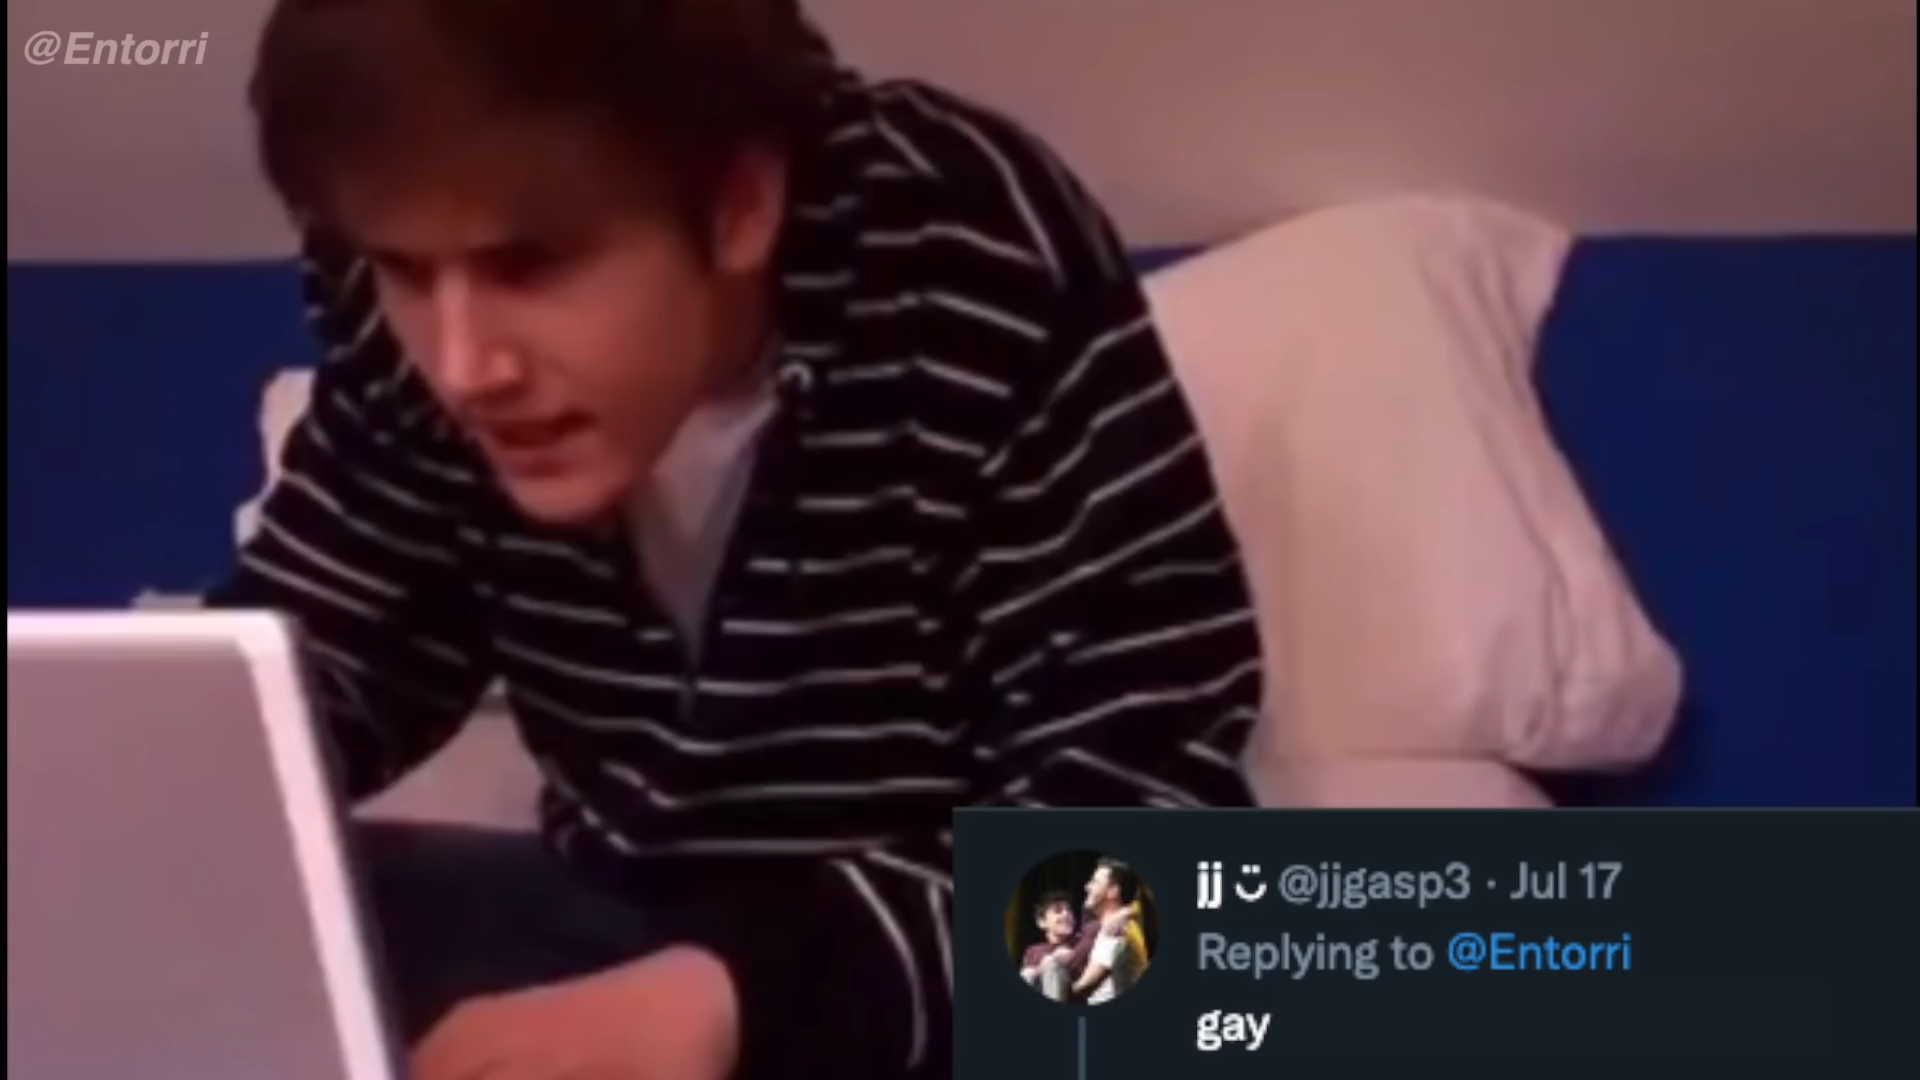 @Entorri
jj · @jjgasp3 · Jul 17
Replying to @Entorri
gay